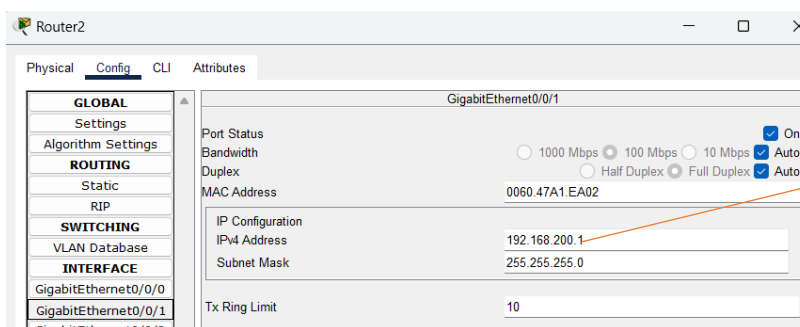 Router2
Physical Config CLI Attributes
GLOBAL
Settings
Algorithm Settings
ROUTING
Static
RIP
SWITCHING
VLAN Database
INTERFACE
GigabitEthernet0/0/0
GigabitEthernet0/0/1
GigabitEthernet0/0/1
Port Status On
Bandwidth 1000 Mbps 100 Mbps 10 Mbps Auto
Duplex Half Duplex Full Duplex Auto
MAC Address 0060.47A1.EA02
IP Configuration
IPv4 Address 192.168.200.1
Subnet Mask 255.255.255.0
Tx Ring Limit 10